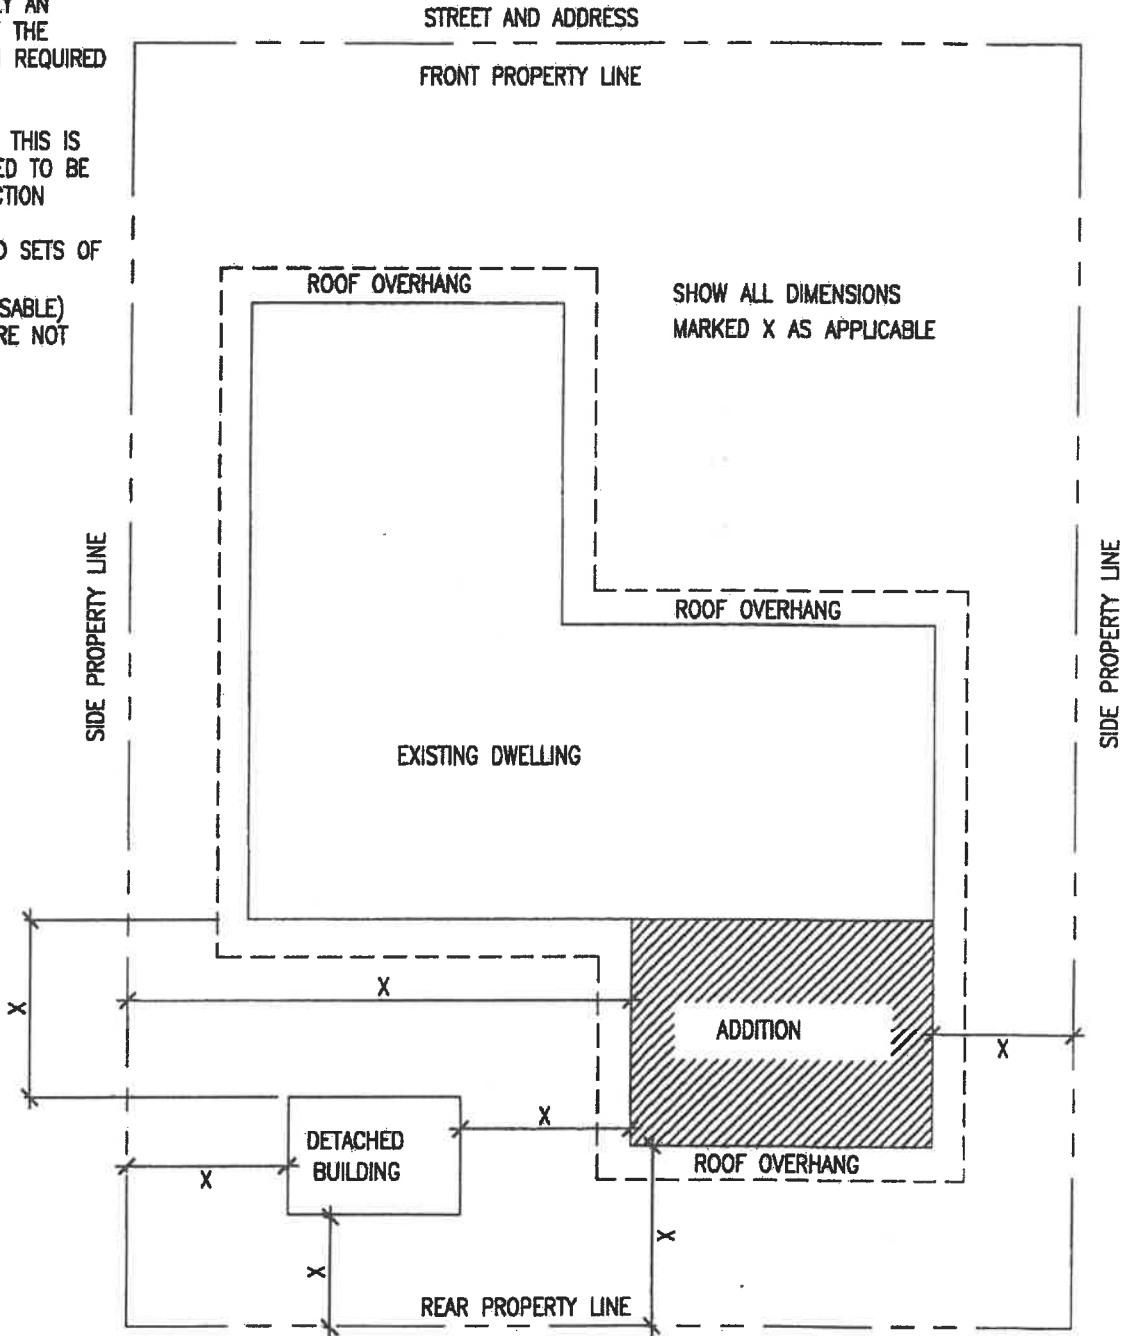 LY AN
THE
REQUIRED
THIS IS
ED TO BE
CTION
SETS OF
SABLE)
RE NOT
STREET AND ADDRESS
FRONT PROPERTY LINE
ROOF OVERHANG
SHOW ALL DIMENSIONS
MARKED X AS APPLICABLE
SIDE PROPERTY LINE
SIDE PROPERTY LINE
ROOF OVERHANG
EXISTING DWELLING
X
X
ADDITION
X
X
DETACHED
BUILDING
X
ROOF OVERHANG
X
X
REAR PROPERTY LINE